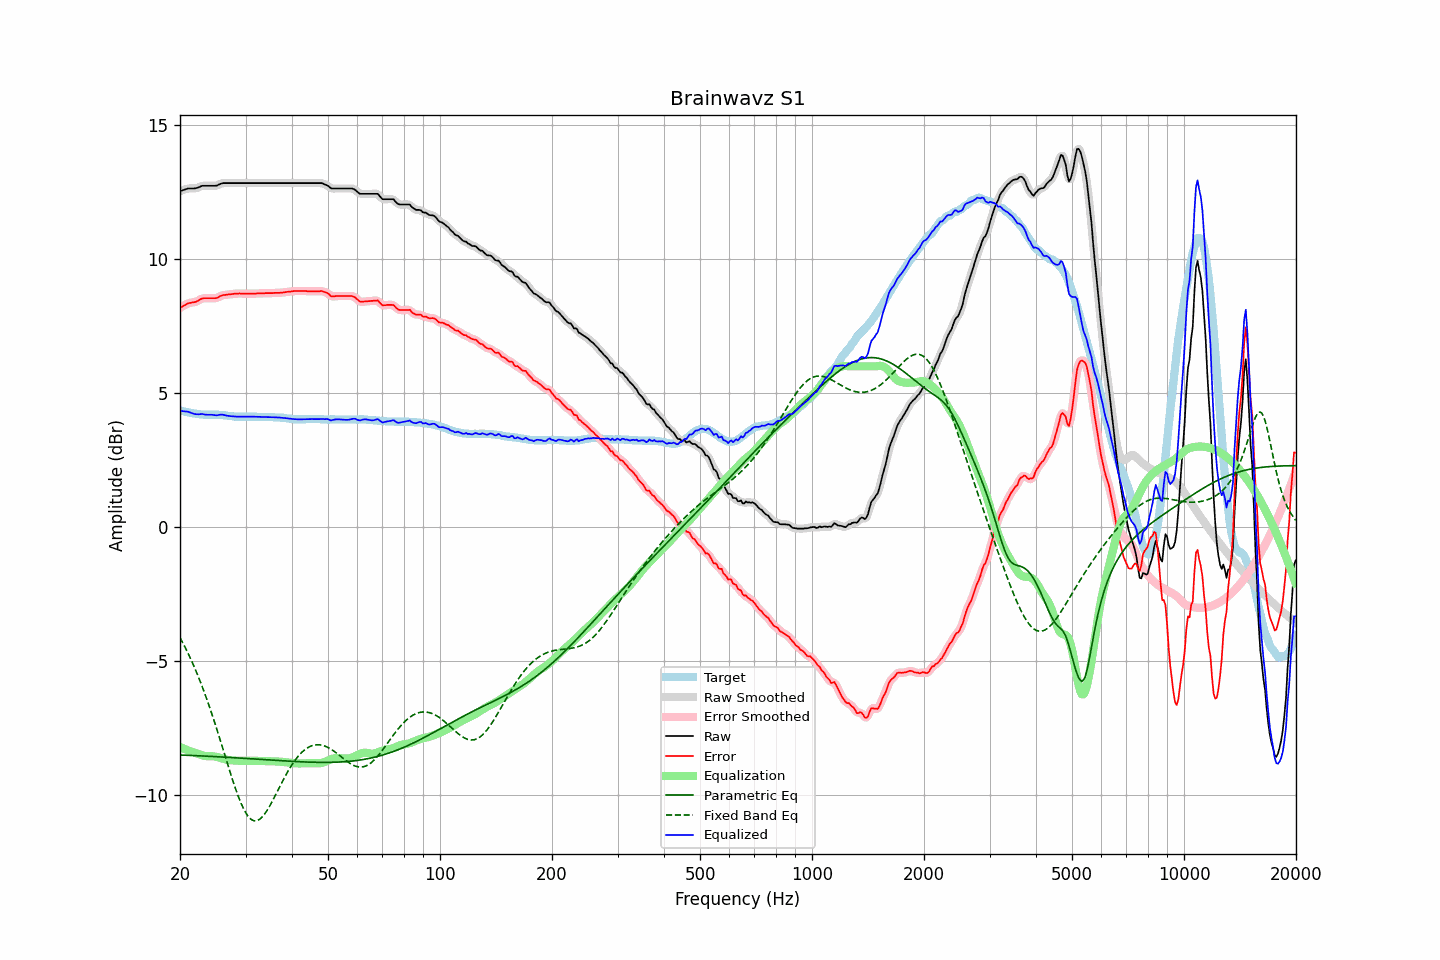 Brainwavz S1
Amplitude (dBr)
15
10
5
0
−5
−10
Target
Raw Smoothed
Error Smoothed
Raw
Error
Equalization
Parametric Eq
Fixed Band Eq
Equalized
20 50 100 200 500 1000 2000 5000 10000 20000
Frequency (Hz)